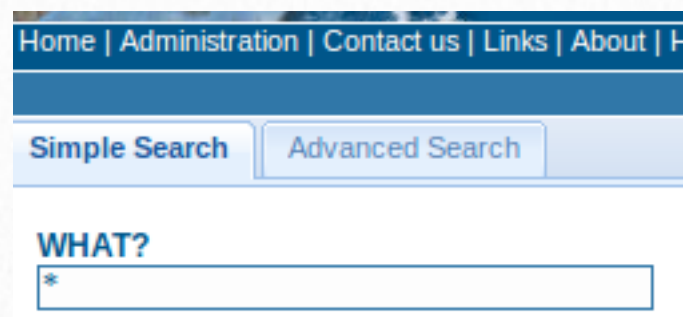 Home | Administration | Contact us | Links | About | H
Simple Search Advanced Search
WHAT?
*